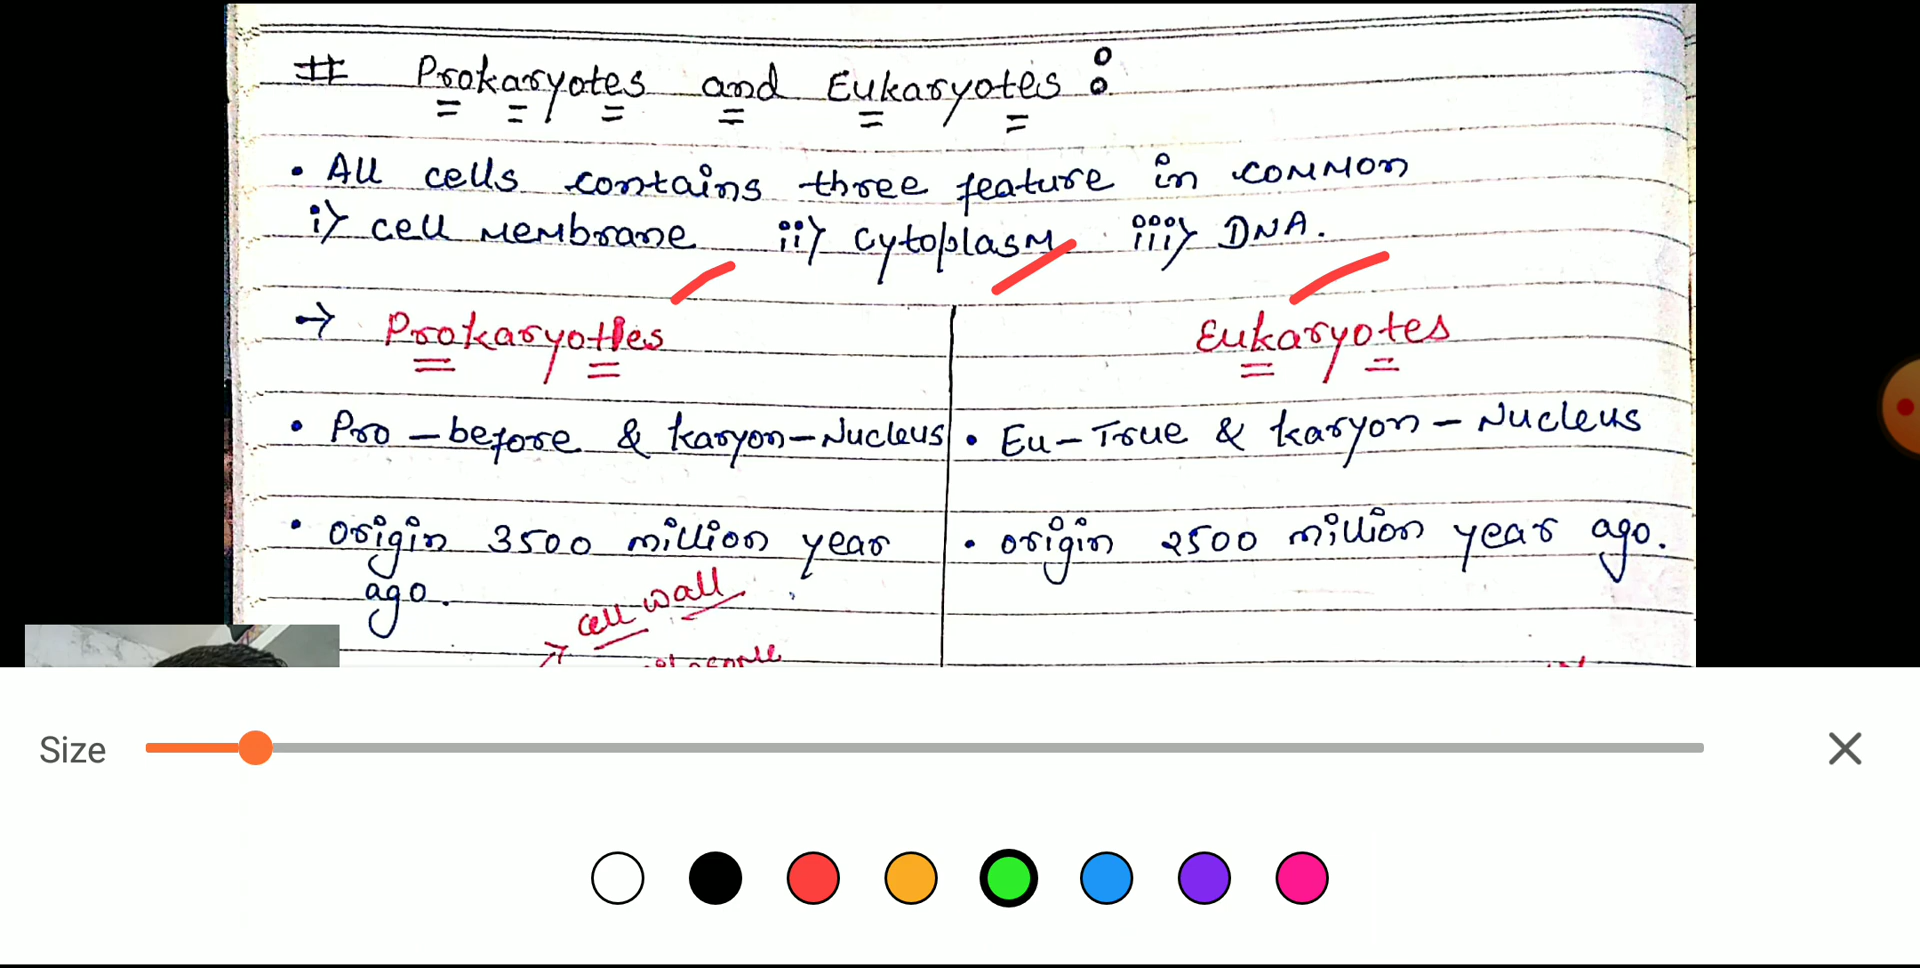 # Prokaryotes and Eukaryotes :
• All cells contains three feature in common
i) cell membrane ii) cytoplasm iii) DNA.
→ Prokaryotes
• Pro – before & karyon – Nucleus
• origin 3500 million year
ago.
cell wall
Eukaryotes
• Eu – True & karyon – Nucleus
• origin 2500 million year ago.
Size